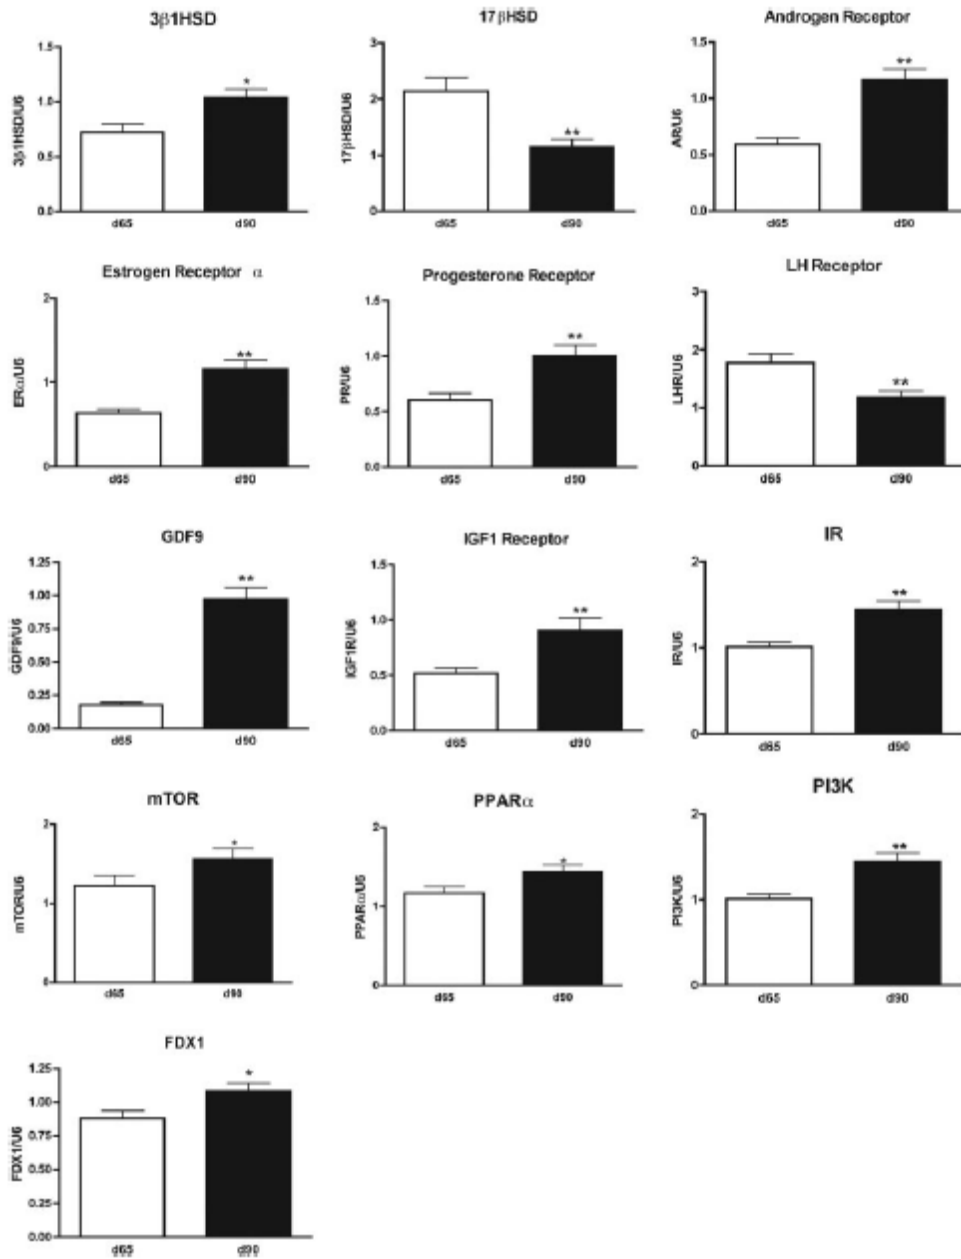 3β1HSD
3β1HSD/U6
1.5
1.0
0.5
0.0
*
d65
d90
17βHSD
17βHSD/U6
3
2
1
0
**
d65
d90
Androgen Receptor
AR/U6
1.5
1.0
0.5
0.0
**
d65
d90
Estrogen Receptor α
ERα/U6
2
1
0
**
d65
d90
Progesterone Receptor
PR/U6
1.5
1.0
0.5
0.0
**
d65
d90
LH Receptor
LHR/U6
3
2
1
0
**
d65
d90
GDF9
GDF9/U6
1.25
1.00
0.75
0.50
0.25
0.00
**
d65
d90
IGF1 Receptor
IGF1R/U6
1.5
1.0
0.5
0.0
**
d65
d90
IR
IR/U6
2
1
0
**
d65
d90
mTOR
mTOR/U6
2
1
0
*
d65
d90
PPARα
PPARα/U6
2
1
0
*
d65
d90
PI3K
PI3K/U6
2
1
0
**
d65
d90
FDX1
FDX1/U6
1.25
1.00
0.75
0.50
0.25
0.00
*
d65
d90